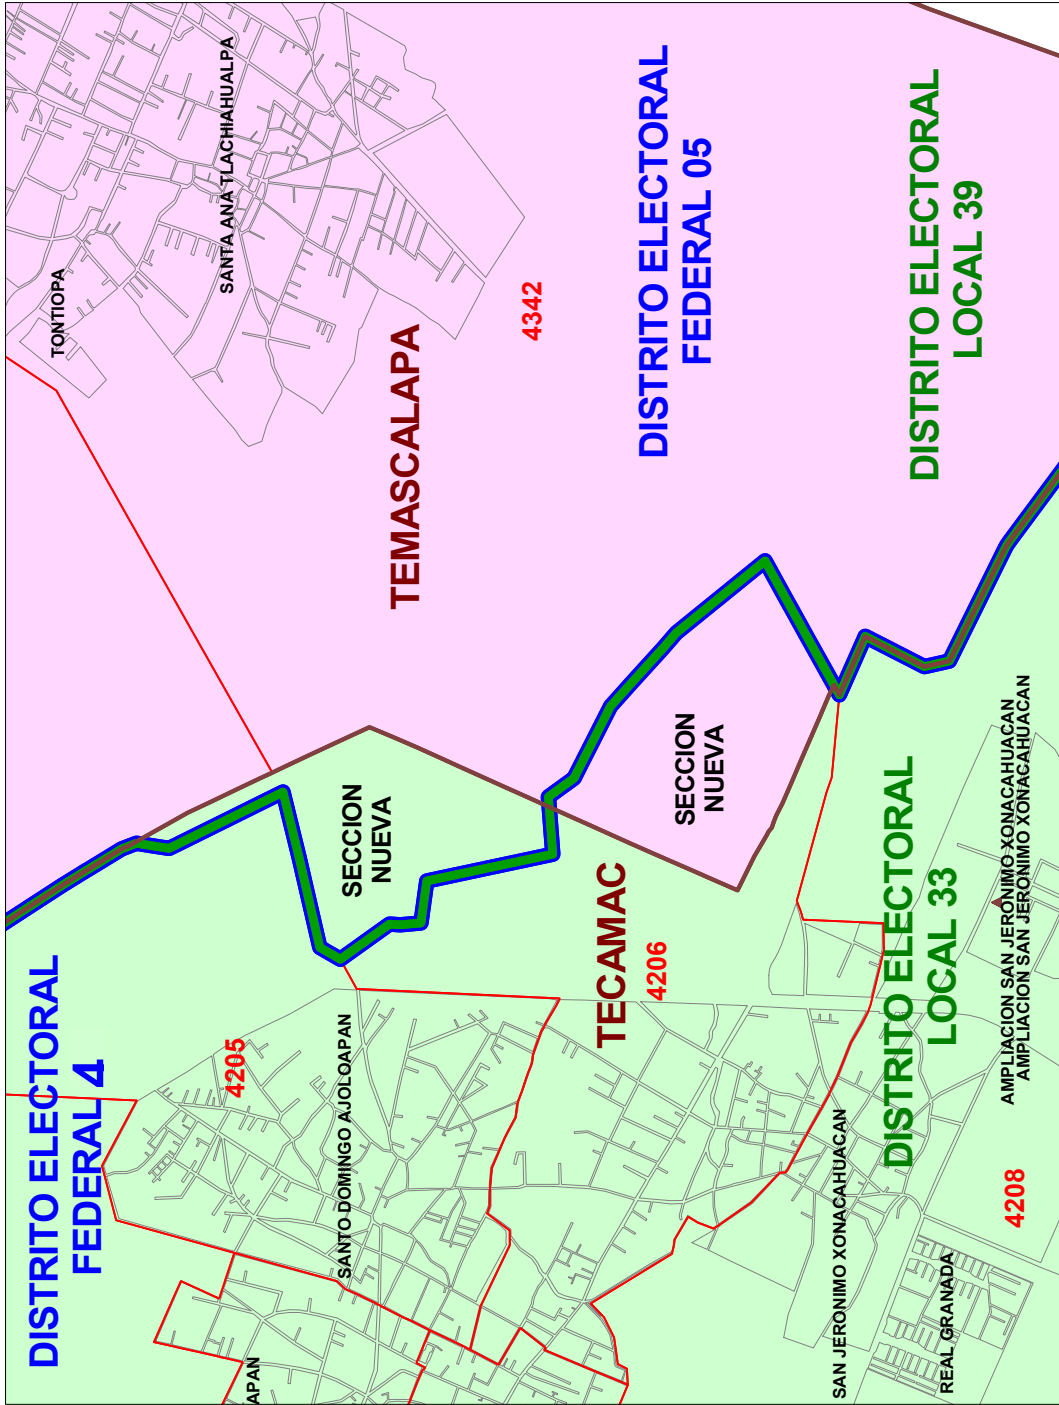 DISTRITO ELECTORAL
FEDERAL 4
4205
SANTO DOMINGO AJOLOAPAN
APAN
SECCION
NUEVA
TONTIOPA
SANTA ANA TLACHIAHUALPA
TEMASCALAPA
4342
DISTRITO ELECTORAL
FEDERAL 05
DISTRITO ELECTORAL
LOCAL 39
SECCION
NUEVA
TECAMAC
4206
DISTRITO ELECTORAL
LOCAL 33
SAN JERONIMO XONACAHUACAN
REAL GRANADA
4208
AMPLIACION SAN JERONIMO XONACAHUACAN
AMPLIACION SAN JERONIMO XONACAHUACAN